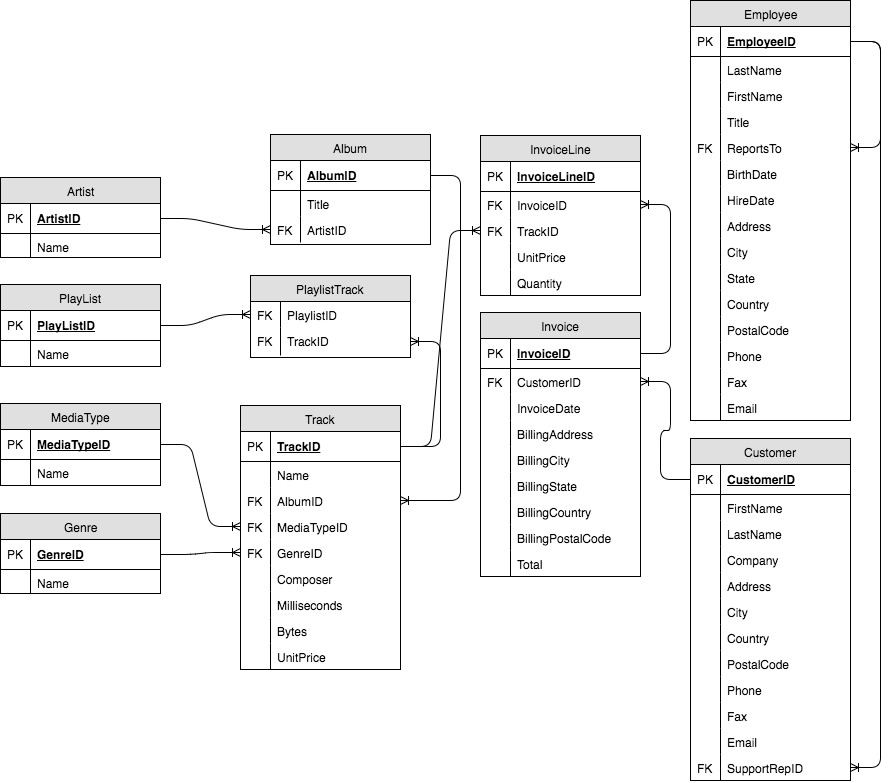 Artist
PK ArtistID
Name
PlayList
PK PlayListID
Name
MediaType
PK MediaTypeID
Name
Genre
PK GenreID
Name
Album
PK AlbumID
Title
FK ArtistID
PlaylistTrack
FK PlaylistID
FK TrackID
Track
PK TrackID
Name
FK AlbumID
FK MediaTypeID
FK GenreID
Composer
Milliseconds
Bytes
UnitPrice
InvoiceLine
PK InvoiceLineID
FK InvoiceID
FK TrackID
UnitPrice
Quantity
Invoice
PK InvoiceID
FK CustomerID
InvoiceDate
BillingAddress
BillingCity
BillingState
BillingCountry
BillingPostalCode
Total
Employee
PK EmployeeID
LastName
FirstName
Title
FK ReportsTo
BirthDate
HireDate
Address
City
State
Country
PostalCode
Phone
Fax
Email
Customer
PK CustomerID
FirstName
LastName
Company
Address
City
Country
PostalCode
Phone
Fax
Email
FK SupportRepID